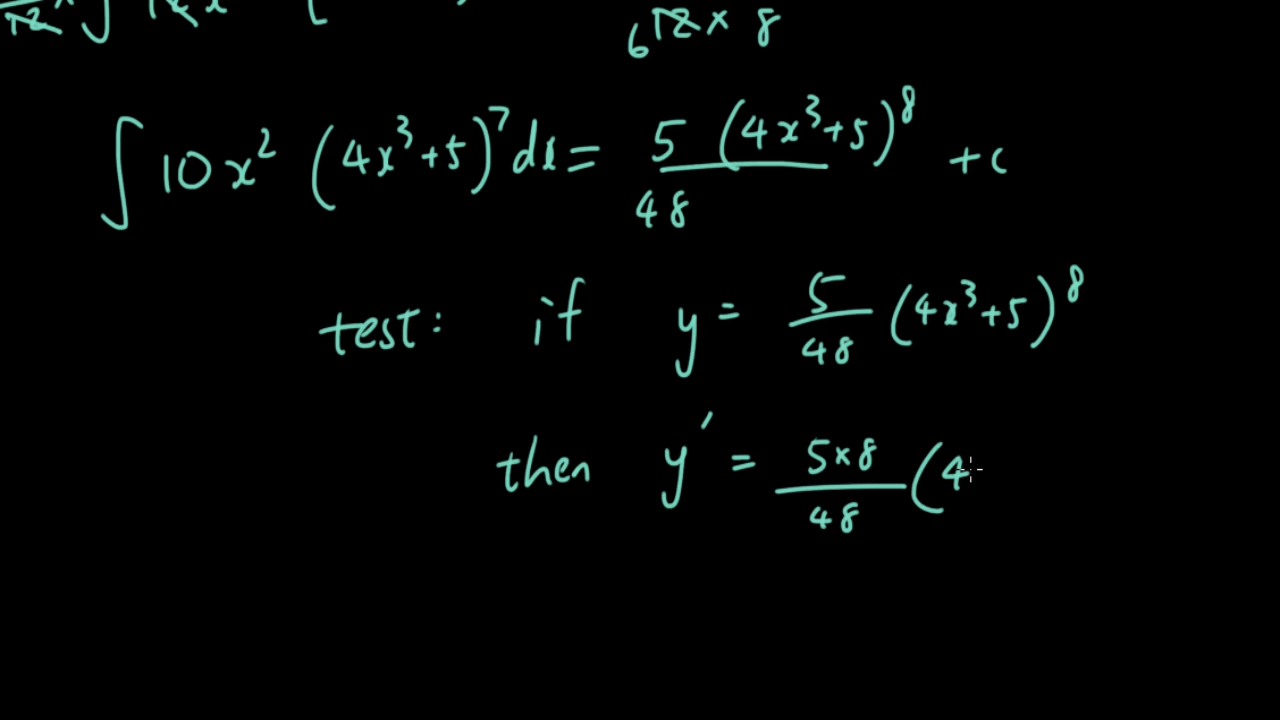 6 12 × 8
∫ 10x² (4x³+5)⁷ dx = 5 (4x³+5)⁸ / 48 + c
test: if y = 5/48 (4x³+5)⁸
then y′ = 5×8/48 (4